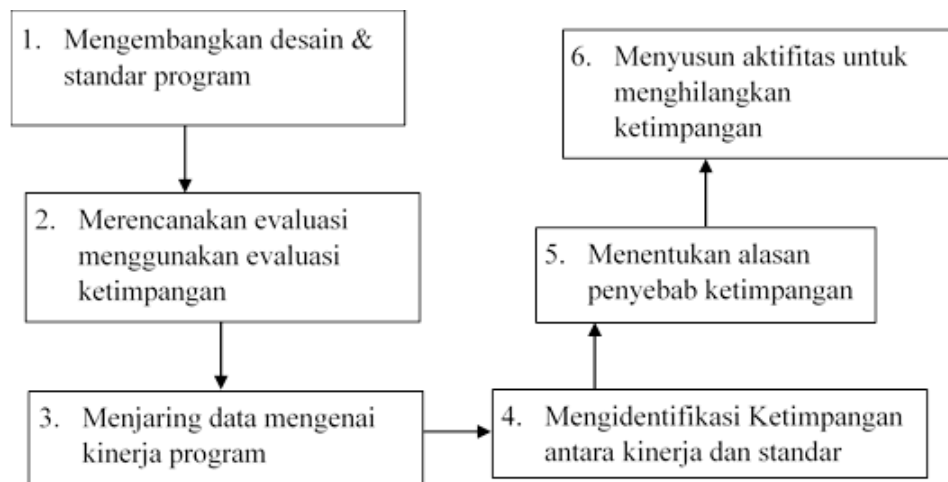 1. Mengembangkan desain &
standar program
2. Merencanakan evaluasi
menggunakan evaluasi
ketimpangan
3. Menjaring data mengenai
kinerja program
4. Mengidentifikasi Ketimpangan
antara kinerja dan standar
5. Menentukan alasan
penyebab ketimpangan
6. Menyusun aktifitas untuk
menghilangkan
ketimpangan